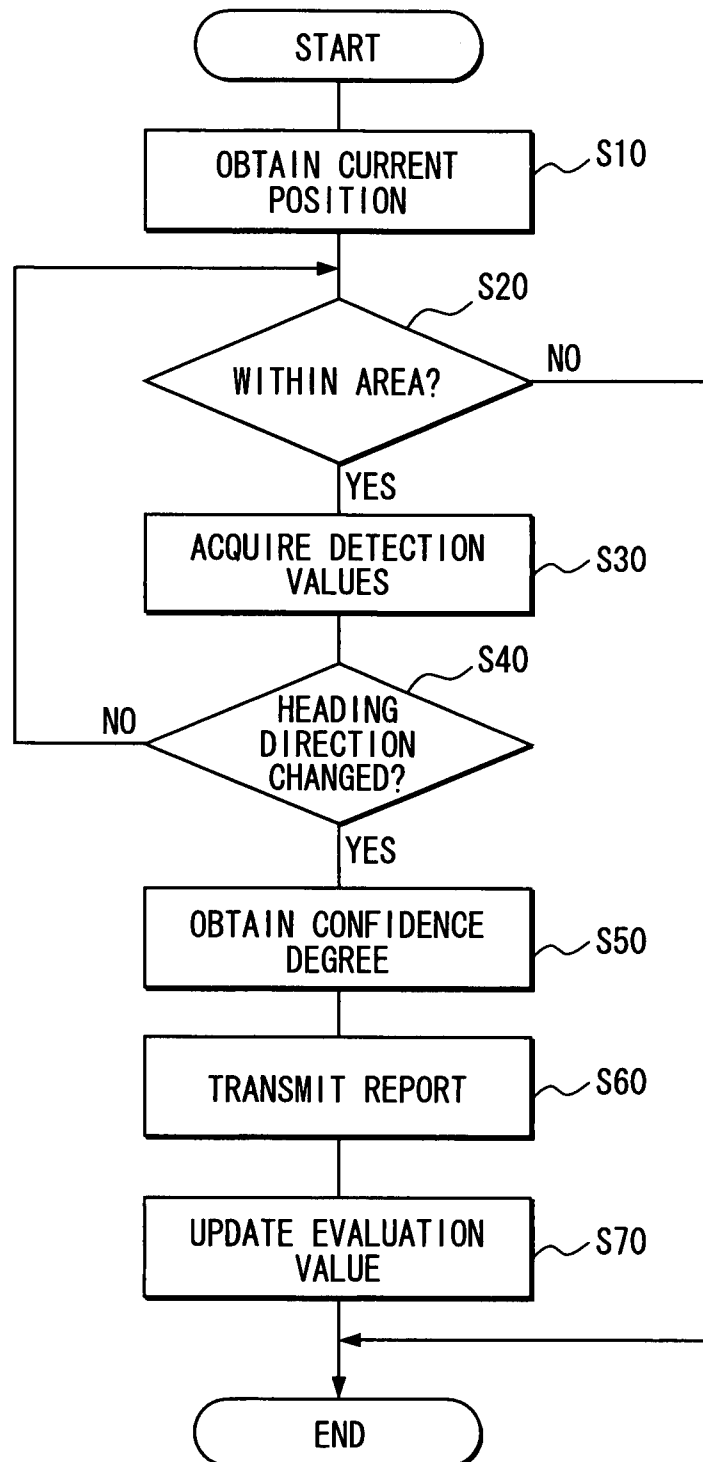 START
OBTAIN CURRENT
POSITION
S10
S20
WITHIN AREA?
NO
YES
ACQUIRE DETECTION
VALUES
S30
S40
NO
HEADING
DIRECTION
CHANGED?
YES
OBTAIN CONFIDENCE
DEGREE
S50
TRANSMIT REPORT
S60
UPDATE EVALUATION
VALUE
S70
END